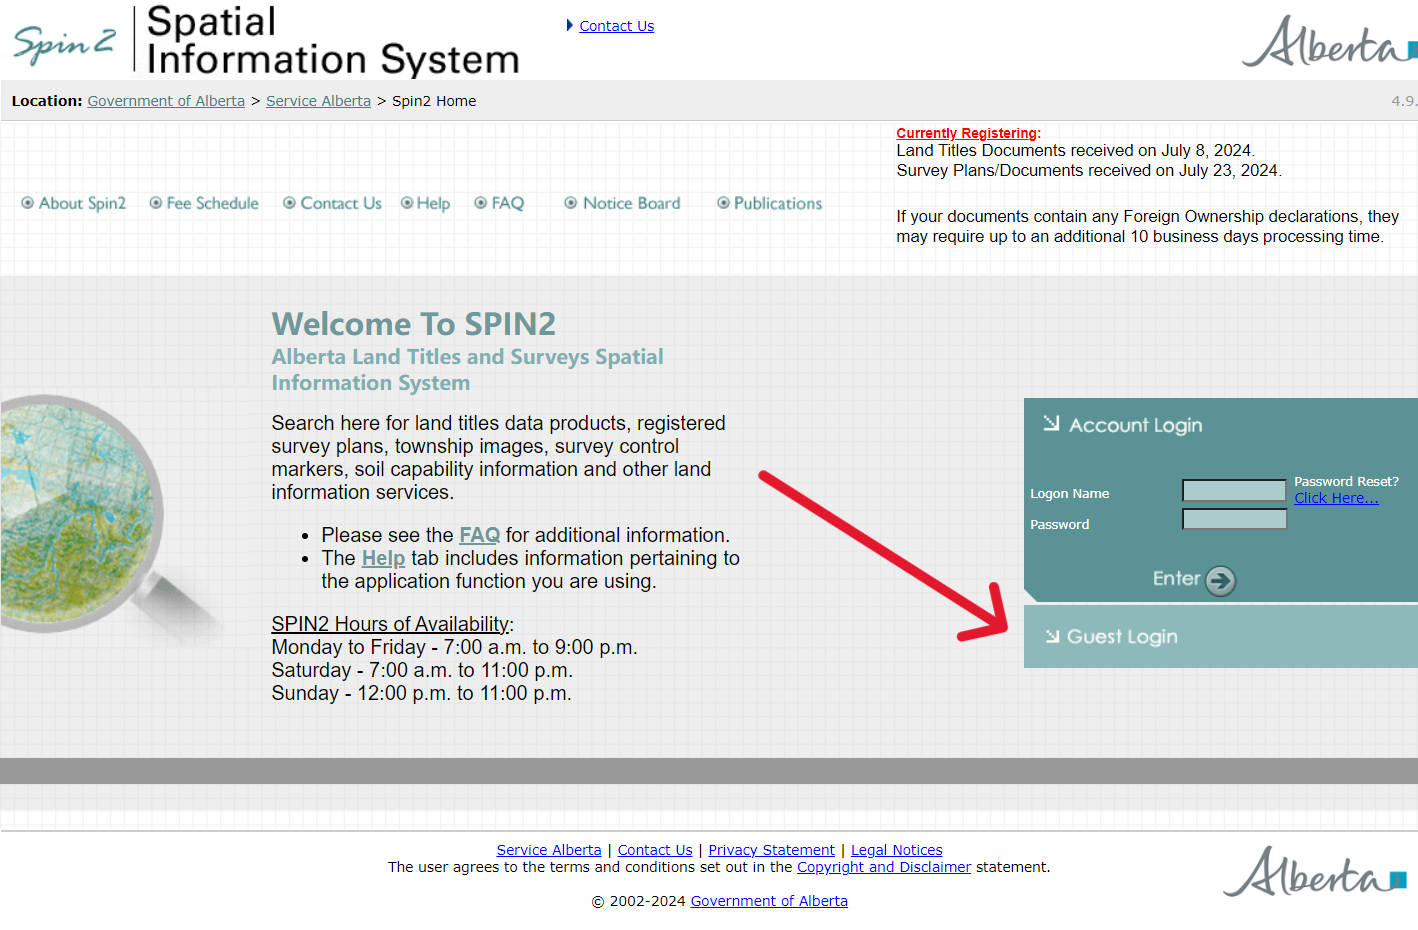 Spin 2
Spatial
Information System
Contact Us
Alberta
Location: Government of Alberta > Service Alberta > Spin2 Home
4.9.
Currently Registering:
Land Titles Documents received on July 8, 2024.
Survey Plans/Documents received on July 23, 2024.
If your documents contain any Foreign Ownership declarations, they
may require up to an additional 10 business days processing time.
About Spin2 Fee Schedule Contact Us Help FAQ Notice Board Publications
Welcome To SPIN2
Alberta Land Titles and Surveys Spatial
Information System
Search here for land titles data products, registered
survey plans, township images, survey control
markers, soil capability information and other land
information services.
• Please see the FAQ for additional information.
• The Help tab includes information pertaining to
the application function you are using.
SPIN2 Hours of Availability:
Monday to Friday - 7:00 a.m. to 9:00 p.m.
Saturday - 7:00 a.m. to 11:00 p.m.
Sunday - 12:00 p.m. to 11:00 p.m.
Account Login
Logon Name
Password Reset?
Click Here...
Password
Enter
Guest Login
Service Alberta | Contact Us | Privacy Statement | Legal Notices
The user agrees to the terms and conditions set out in the Copyright and Disclaimer statement.
© 2002-2024 Government of Alberta
Alberta